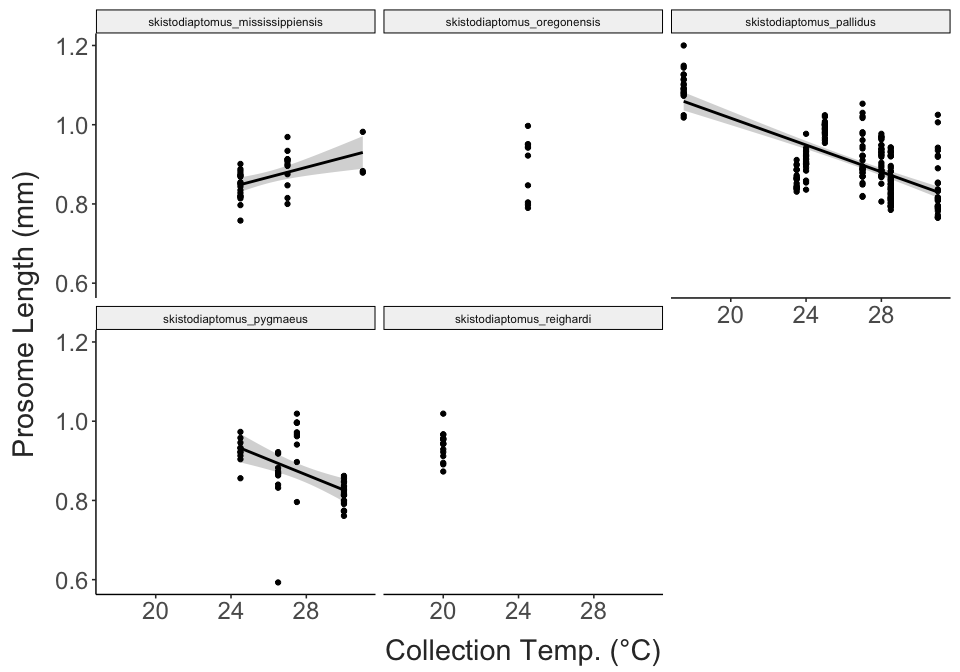 skistodiaptomus_mississippiensis
skistodiaptomus_oregonensis
skistodiaptomus_pallidus
1.2
1.0
0.8
0.6
20 24 28
skistodiaptomus_pygmaeus
skistodiaptomus_reighardi
1.2
1.0
0.8
0.6
20 24 28
20 24 28
Prosome Length (mm)
Collection Temp. (°C)